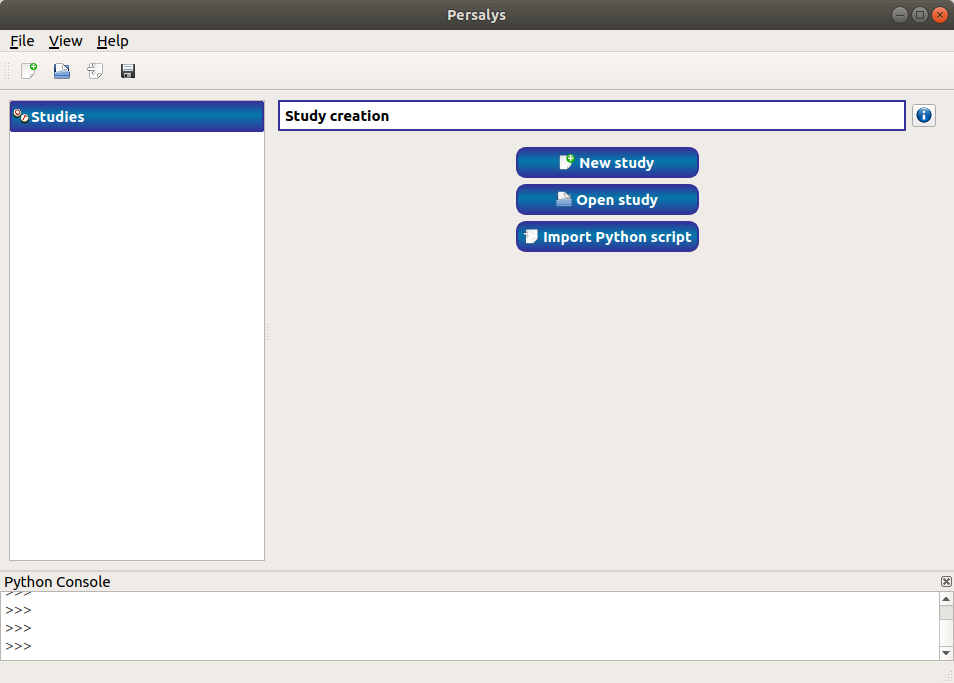 Persalys
File View Help
Studies
Study creation
New study
Open study
Import Python script
Python Console
>>>
>>>
>>>
>>>